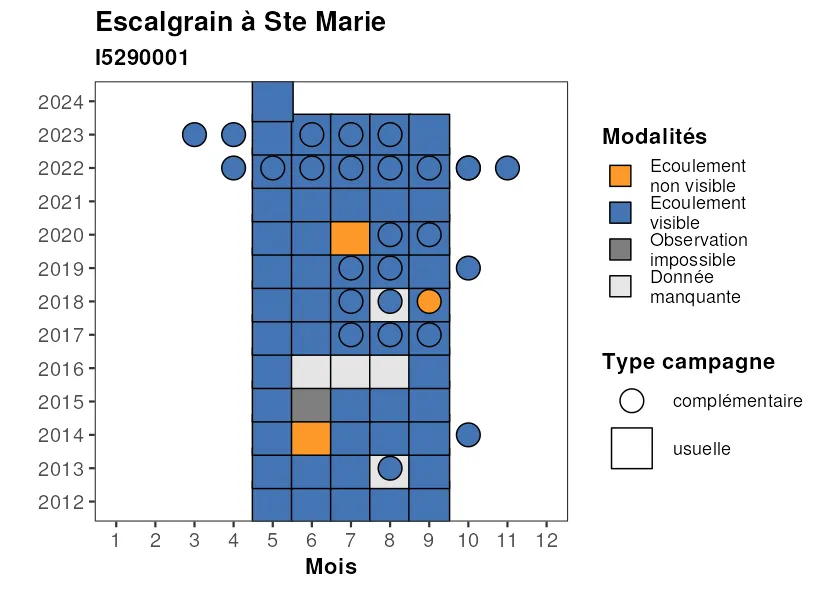 Escalgrain à Ste Marie
I5290001
2024
2023
2022
2021
2020
2019
2018
2017
2016
2015
2014
2013
2012
1 2 3 4 5 6 7 8 9 10 11 12
Mois
Modalités
Ecoulement
non visible
Ecoulement
visible
Observation
impossible
Donnée
manquante
Type campagne
complémentaire
usuelle